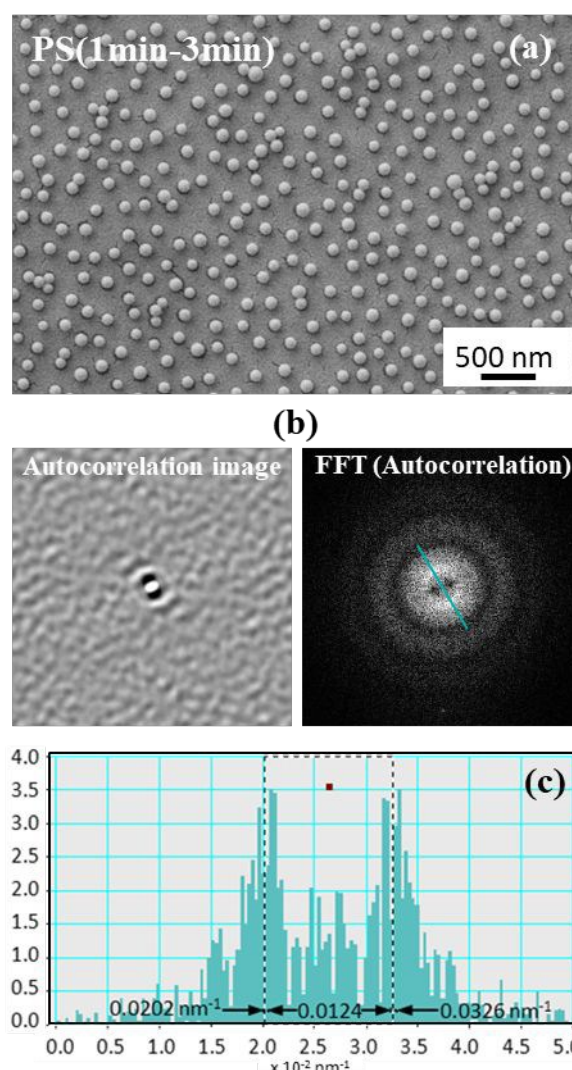 PS(1min-3min) (a)
500 nm
(b)
Autocorrelation image FFT (Autocorrelation)
(c)
4.0
3.5
3.0
2.5
2.0
1.5
1.0
0.5
0.0
0.0202 nm⁻¹ 0.0124 0.0326 nm⁻¹
0.0 0.5 1.0 1.5 2.0 2.5 3.0 3.5 4.0 4.5 5.0
x 10⁻² nm⁻¹